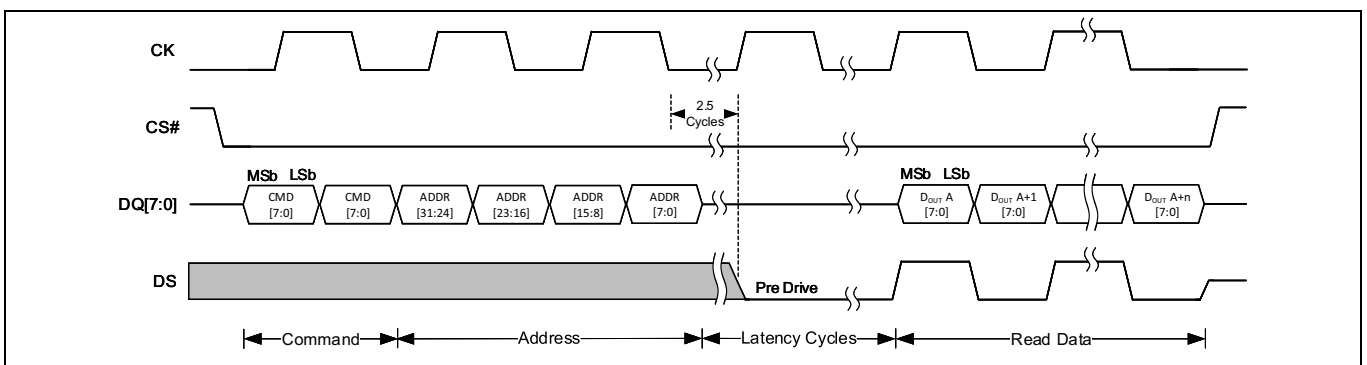 CK
CS#
2.5
Cycles
MSb LSb
MSb LSb
DQ[7:0]
CMD
[7:0]
CMD
[7:0]
ADDR
[31:24]
ADDR
[23:16]
ADDR
[15:8]
ADDR
[7:0]
DOUT A
[7:0]
DOUT A+1
[7:0]
DOUT A+n
[7:0]
DS
Pre Drive
Command
Address
Latency Cycles
Read Data